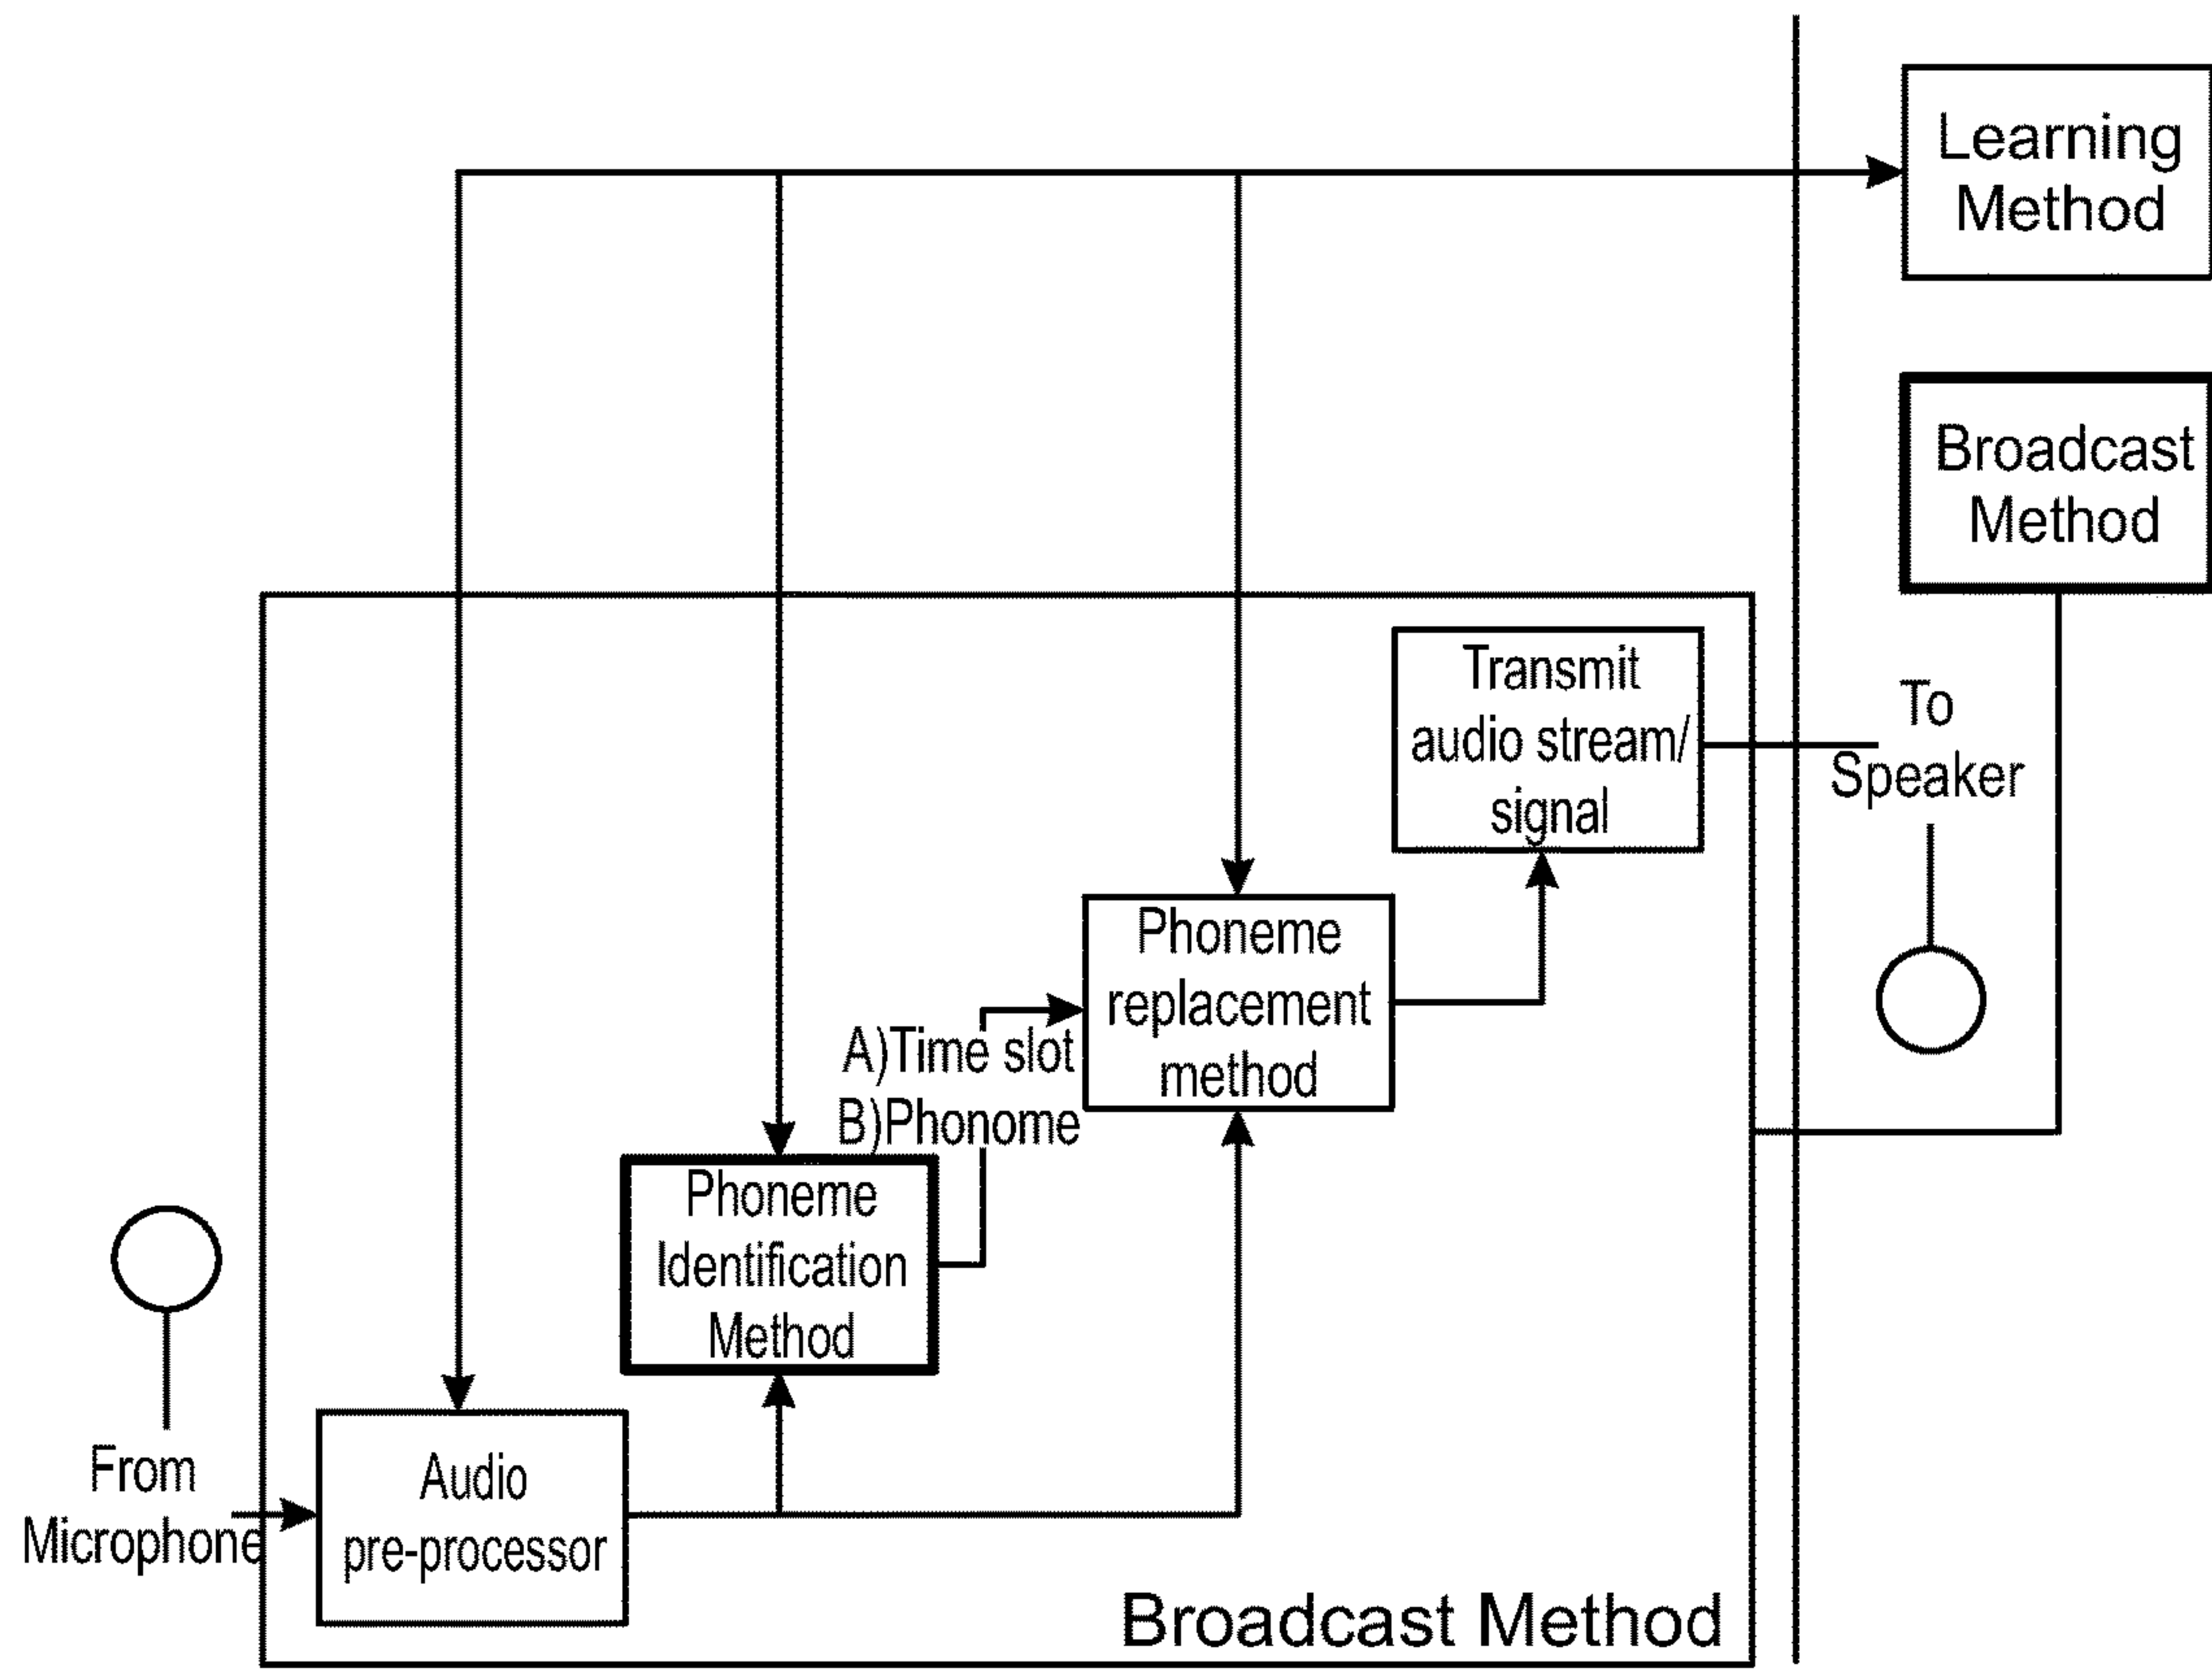 Learning
Method
Broadcast
Method
Transmit
audio stream/
signal
To
Speaker
Phoneme
replacement
method
A)Time slot
B)Phonome
Phoneme
Identification
Method
From
Microphone
Audio
pre-processor
Broadcast Method